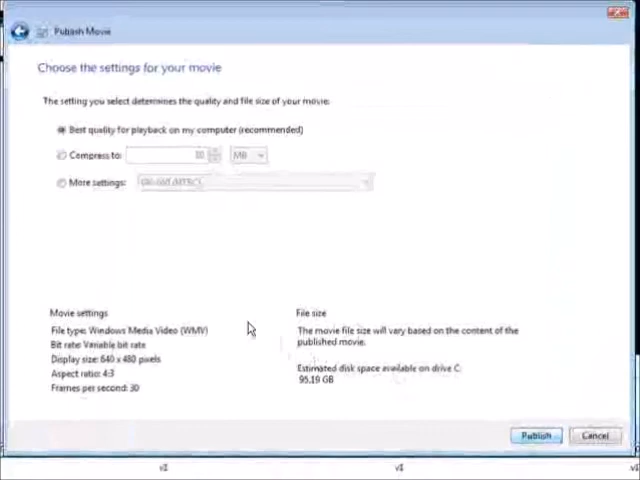 Publish Movie
Choose the settings for your movie
The setting you select determines the quality and file size of your movie:
Best quality for playback on my computer (recommended)
Compress to: MB
More settings:
Movie settings
File type: Windows Media Video (WMV)
Bit rate: Variable bit rate
Display size: 640 x 480 pixels
Aspect ratio: 4:3
Frames per second: 30
File size
The movie file size will vary based on the content of the
published movie.
Estimated disk space available on drive C:
95.19 GB
Publish Cancel